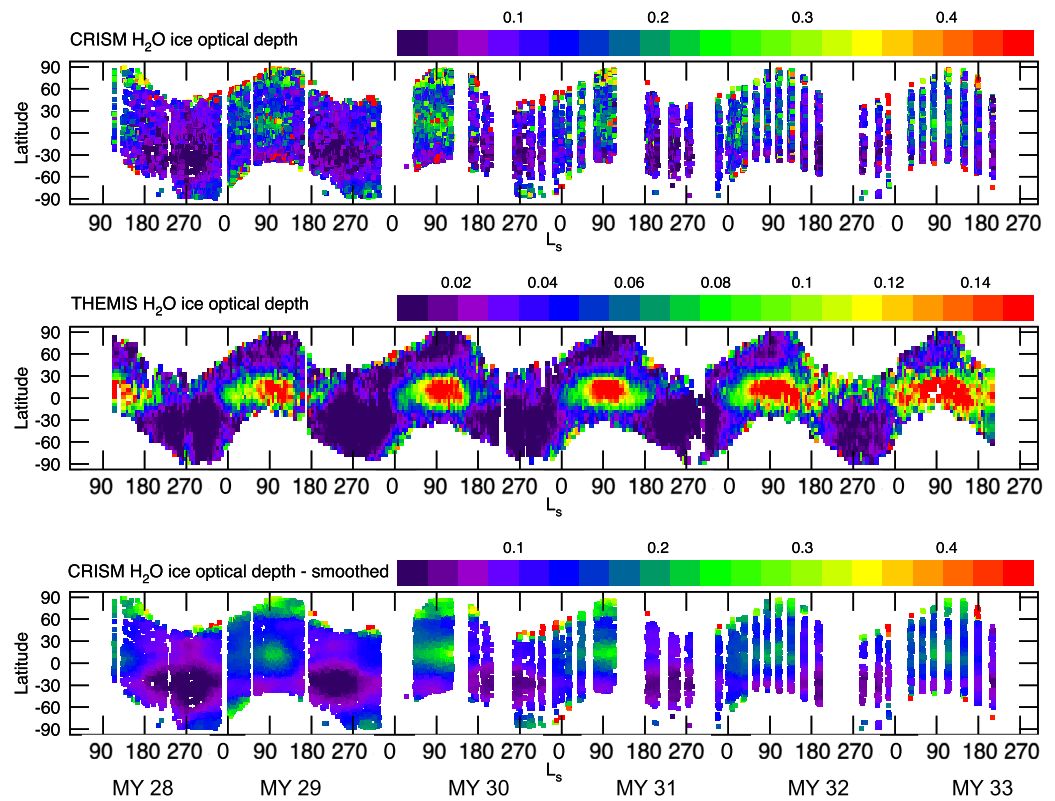 0.1 0.2 0.3 0.4
CRISM H₂O ice optical depth
90
60
30
0
-30
-60
-90
Latitude
90 180 270 0 90 180 270 0 90 180 270 0 90 180 270 0 90 180 270 0 90 180 270
Lₛ
0.02 0.04 0.06 0.08 0.1 0.12 0.14
THEMIS H₂O ice optical depth
90
60
30
0
-30
-60
-90
Latitude
90 180 270 0 90 180 270 0 90 180 270 0 90 180 270 0 90 180 270 0 90 180 270
Lₛ
0.1 0.2 0.3 0.4
CRISM H₂O ice optical depth - smoothed
90
60
30
0
-30
-60
-90
Latitude
90 180 270 0 90 180 270 0 90 180 270 0 90 180 270 0 90 180 270 0 90 180 270
Lₛ
MY 28 MY 29 MY 30 MY 31 MY 32 MY 33